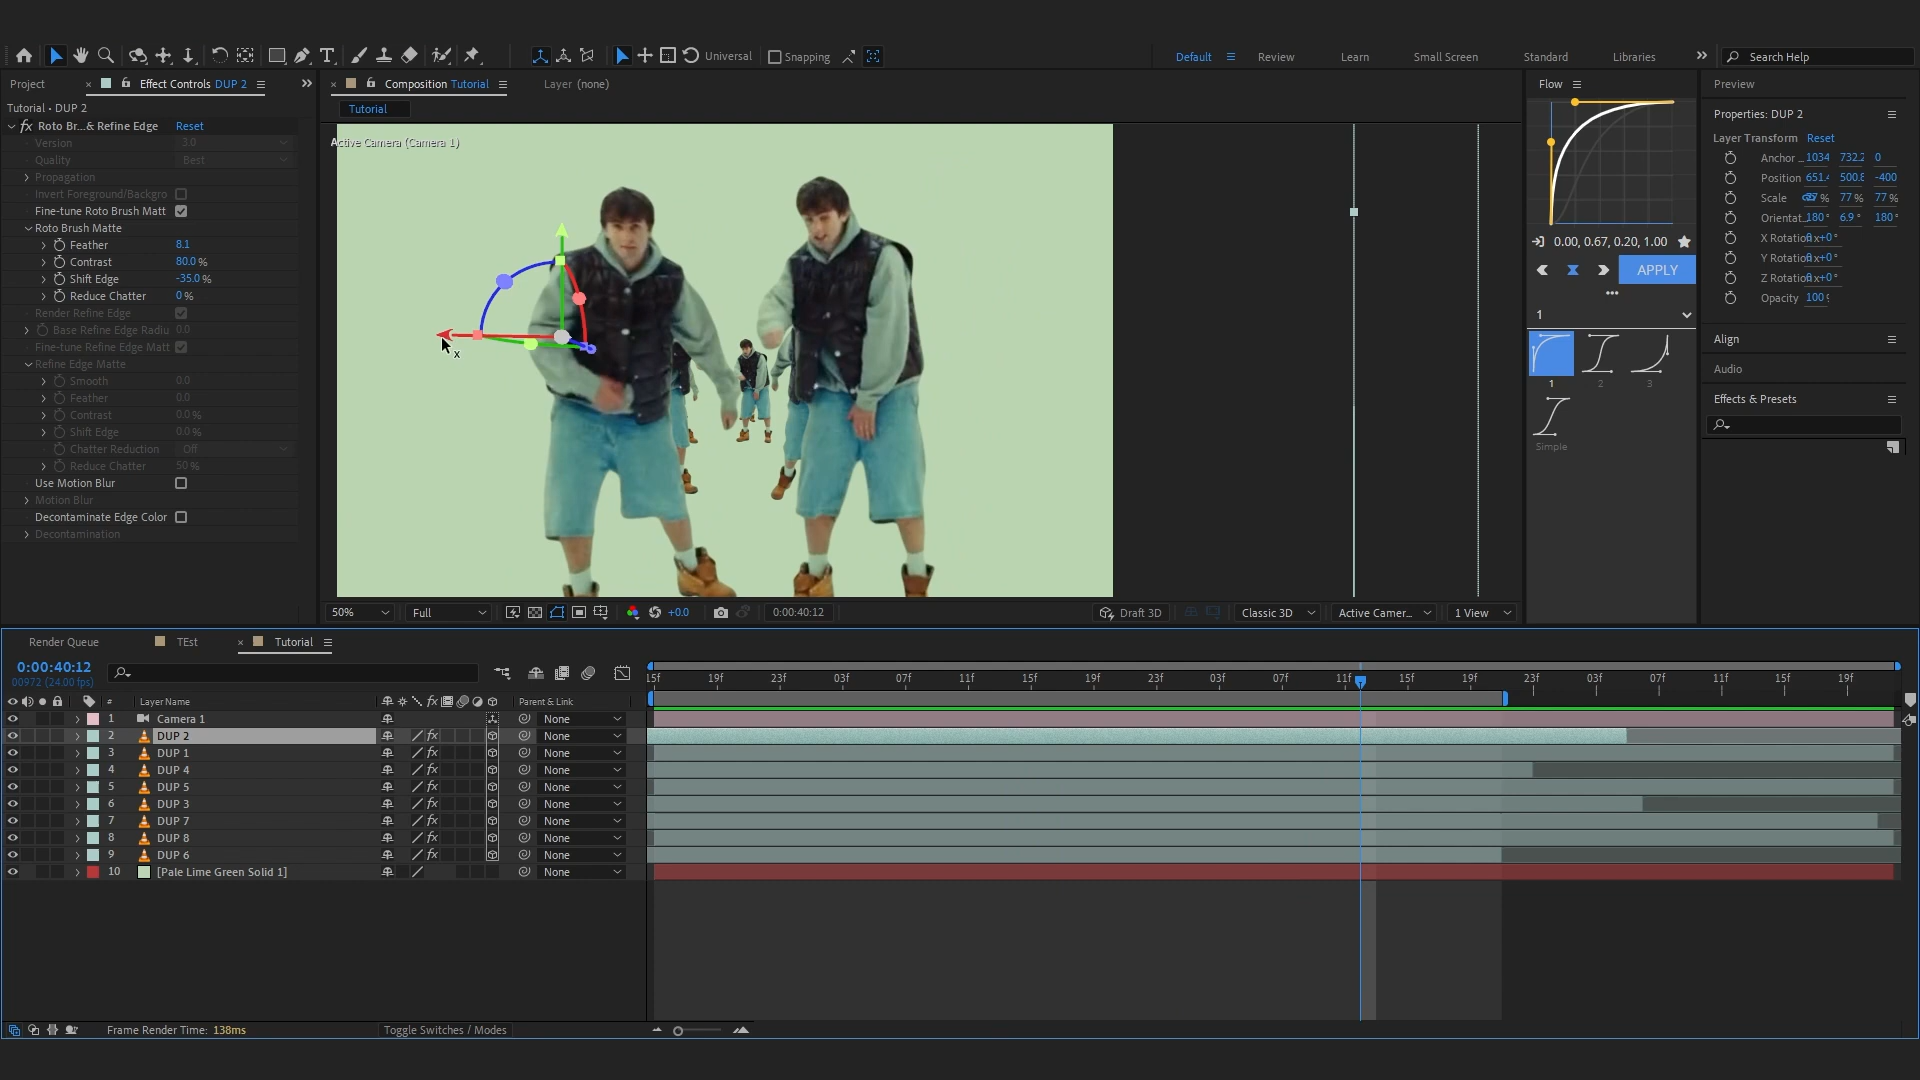 Universal
Snapping
Default
Review
Learn
Small Screen
Standard
Libraries
Search Help
Project
Effect Controls DUP 2
Composition Tutorial
Layer (none)
Flow
Preview
Tutorial • DUP 2
Tutorial
fx Roto Br...& Refine Edge Reset
Version 3.0
Quality Best
Propagation
Invert Foreground/Backgro
Fine-tune Roto Brush Matt
Roto Brush Matte
Feather 8.1
Contrast 80.0 %
Shift Edge -35.0 %
Reduce Chatter 0 %
Render Refine Edge
Base Refine Edge Radiu 0.0
Fine-tune Refine Edge Matt
Refine Edge Matte
Smooth 0.0
Feather 0.0
Contrast 0.0 %
Shift Edge 0.0 %
Chatter Reduction Off
Reduce Chatter 50 %
Use Motion Blur
Motion Blur
Decontaminate Edge Color
Decontamination
Active Camera (Camera 1)
x
50%
Full
+0.0
0:00:40:12
Draft 3D
Classic 3D
Active Camer...
1 View
0.00, 0.67, 0.20, 1.00
APPLY
1
1
2
3
Simple
Properties: DUP 2
Layer Transform Reset
Anchor .. 1034 732.2 0
Position 651.4 500.8 -400
Scale % 77 % 77 %
Orientat. 180° 6.9° 180°
X Rotation +0°
Y Rotation +0°
Z Rotation +0°
Opacity 100
Align
Audio
Effects & Presets
Render Queue
TEst
Tutorial
0:00:40:12
00972 (24.00 fps)
15f 19f 23f 03f 07f 11f 15f 19f 23f 03f 07f 11f 15f 19f 23f 03f 07f 11f 15f 19f
# Layer Name fx Parent & Link
1 Camera 1 None
2 DUP 2 fx None
3 DUP 1 fx None
4 DUP 4 fx None
5 DUP 5 fx None
6 DUP 3 fx None
7 DUP 7 fx None
8 DUP 8 fx None
9 DUP 6 fx None
10 [Pale Lime Green Solid 1] None
Frame Render Time: 138ms
Toggle Switches / Modes